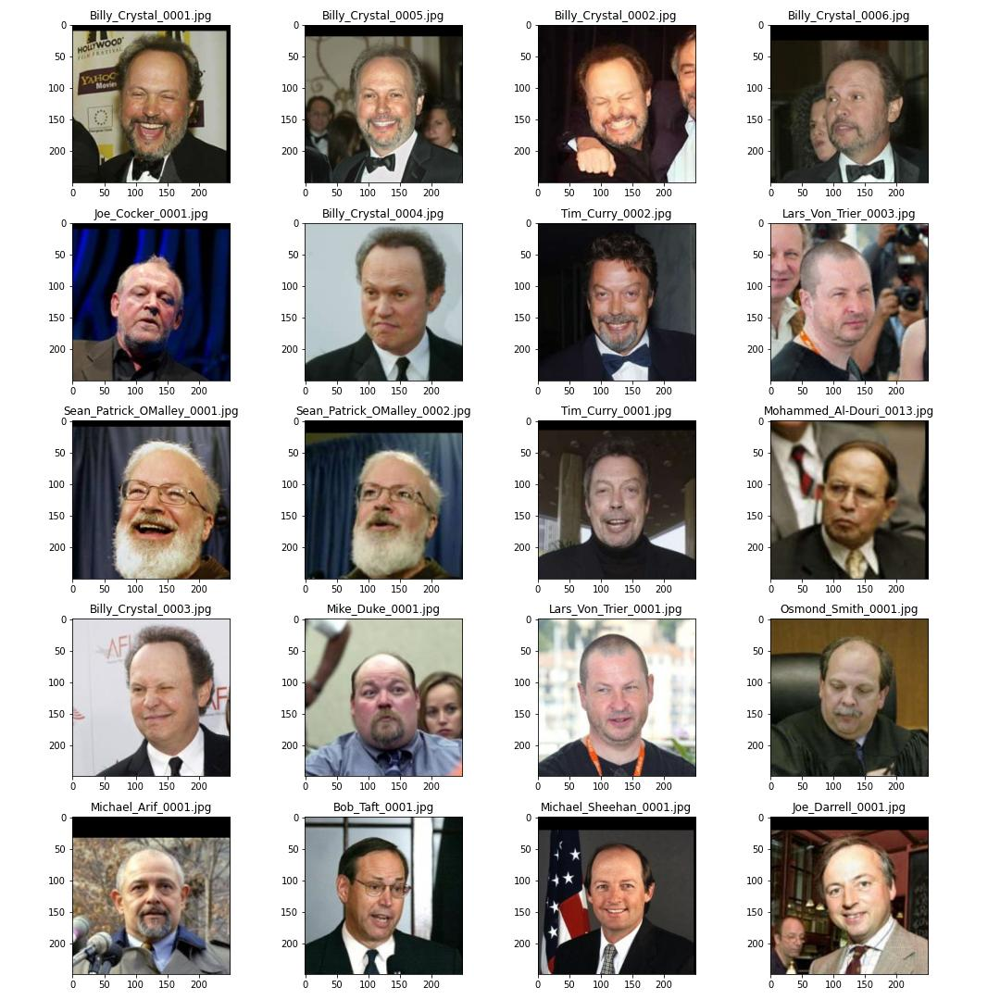 Billy_Crystal_0001.jpg
0
50
100
150
200
HOLLYWOOD
FILM FESTIVAL
YAHOO
Movies
0 50 100 150 200
Billy_Crystal_0005.jpg
0
50
100
150
200
0 50 100 150 200
Billy_Crystal_0002.jpg
0
50
100
150
200
0 50 100 150 200
Billy_Crystal_0006.jpg
0
50
100
150
200
0 50 100 150 200
Joe_Cocker_0001.jpg
0
50
100
150
200
0 50 100 150 200
Billy_Crystal_0004.jpg
0
50
100
150
200
0 50 100 150 200
Tim_Curry_0002.jpg
0
50
100
150
200
0 50 100 150 200
Lars_Von_Trier_0003.jpg
0
50
100
150
200
0 50 100 150 200
Sean_Patrick_OMalley_0001.jpg
0
50
100
150
200
0 50 100 150 200
Sean_Patrick_OMalley_0002.jpg
0
50
100
150
200
0 50 100 150 200
Tim_Curry_0001.jpg
0
50
100
150
200
0 50 100 150 200
Mohammed_Al-Douri_0013.jpg
0
50
100
150
200
0 50 100 150 200
Billy_Crystal_0003.jpg
0
50
100
150
200
AFI
AF
0 50 100 150 200
Mike_Duke_0001.jpg
0
50
100
150
200
0 50 100 150 200
Lars_Von_Trier_0001.jpg
0
50
100
150
200
0 50 100 150 200
Osmond_Smith_0001.jpg
0
50
100
150
200
0 50 100 150 200
Michael_Arif_0001.jpg
0
50
100
150
200
0 50 100 150 200
Bob_Taft_0001.jpg
0
50
100
150
200
0 50 100 150 200
Michael_Sheehan_0001.jpg
0
50
100
150
200
0 50 100 150 200
Joe_Darrell_0001.jpg
0
50
100
150
200
0 50 100 150 200